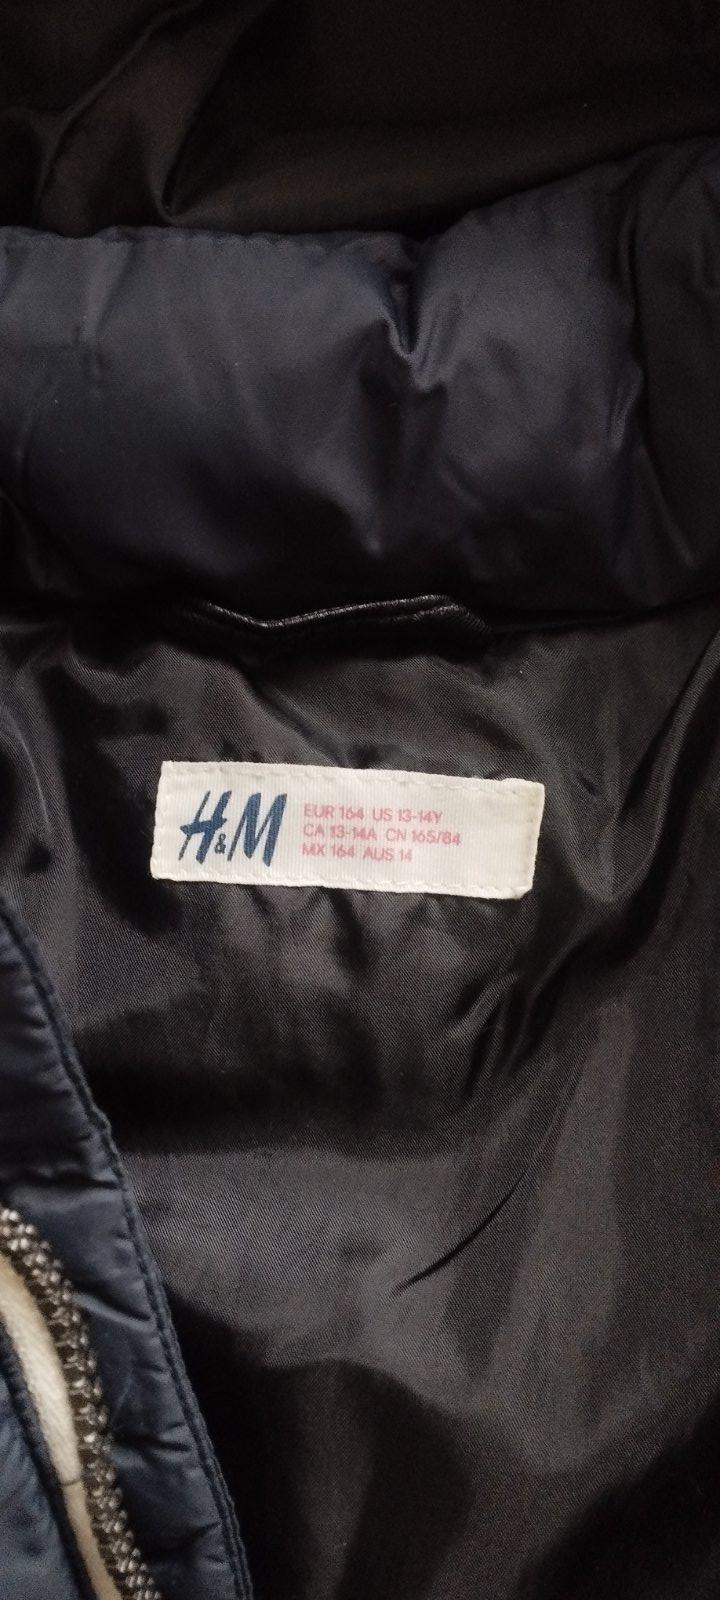 H&M
EUR 164 US 13-14Y
CA 13-14A CN 165/84
MX 164 AUS 14